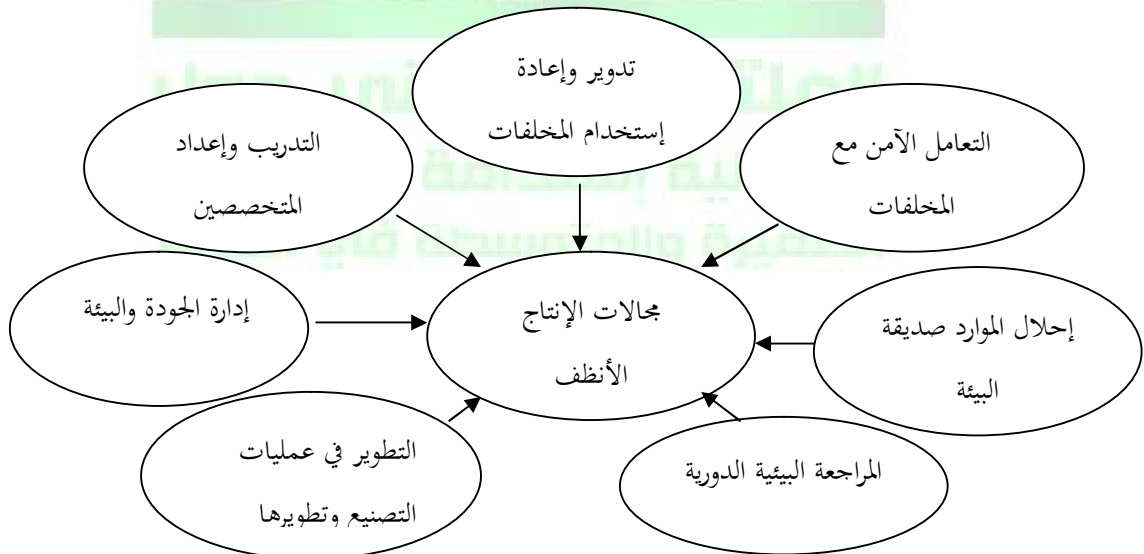 تدوير وإعادة
إستخدام المخلفات
التعامل الآمن مع
المخلفات
التدريب وإعداد
المتخصصين
إحلال الموارد صديقة
البيئة
إدارة الجودة والبيئة
مجالات الإنتاج
الأنظف
المراجعة البيئية الدورية
التطوير في عمليات
التصنيع وتطويرها